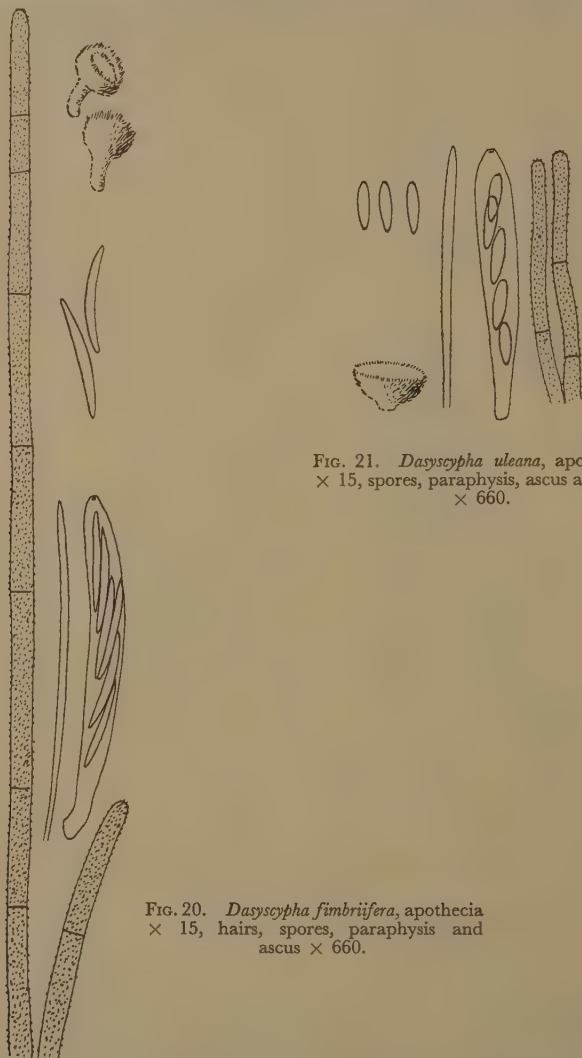 FIG. 21. Dasyscypha uleana,
× 15, spores, paraphysis, ascus
× 660.
FIG. 20. Dasyscypha fimbriifera, apothecia
× 15, hairs, spores, paraphysis and
ascus × 660.